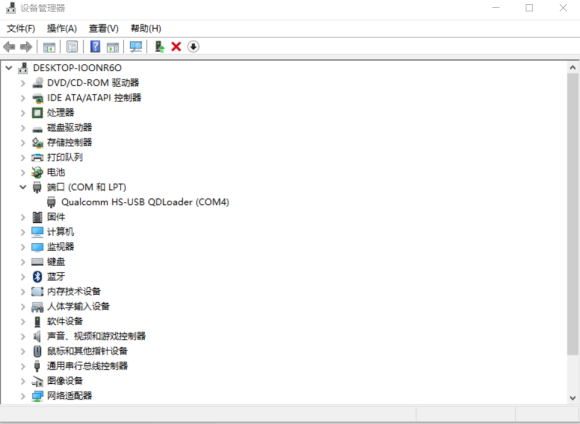 设备管理器
文件(F) 操作(A) 查看(V) 帮助(H)
DESKTOP-IOONR6O
DVD/CD-ROM 驱动器
IDE ATA/ATAPI 控制器
处理器
磁盘驱动器
存储控制器
打印队列
电池
端口 (COM 和 LPT)
Qualcomm HS-USB QDLoader (COM4)
固件
计算机
监视器
键盘
蓝牙
内存技术设备
人体学输入设备
软件设备
声音、视频和游戏控制器
鼠标和其他指针设备
通用串行总线控制器
图像设备
网络适配器